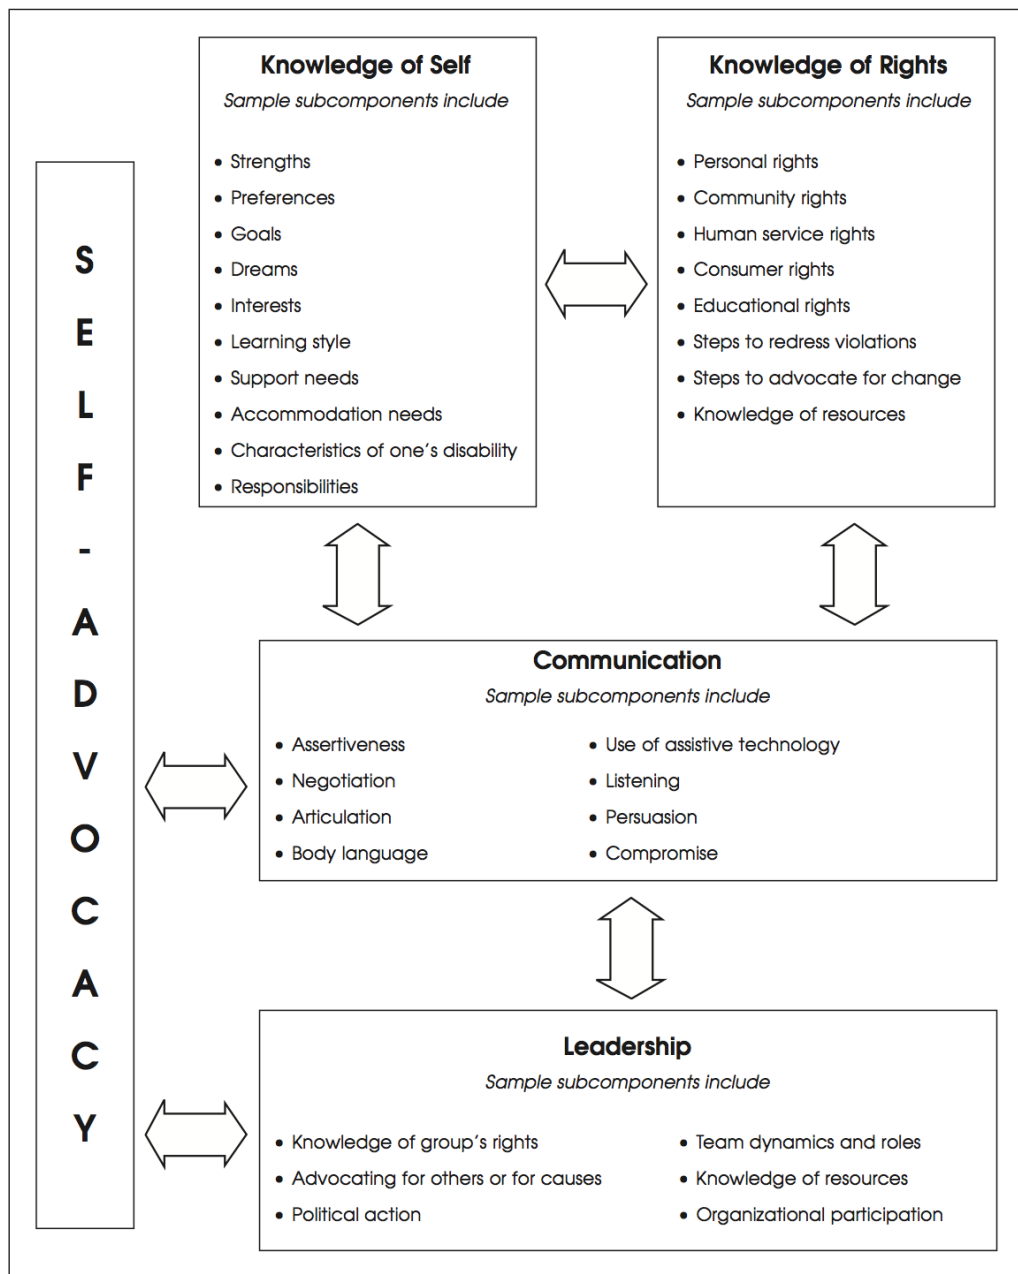 SELF-ADVOCACY
Knowledge of Self
Sample subcomponents include
• Strengths
• Preferences
• Goals
• Dreams
• Interests
• Learning style
• Support needs
• Accommodation needs
• Characteristics of one's disability
• Responsibilities
Knowledge of Rights
Sample subcomponents include
• Personal rights
• Community rights
• Human service rights
• Consumer rights
• Educational rights
• Steps to redress violations
• Steps to advocate for change
• Knowledge of resources
Communication
Sample subcomponents include
• Assertiveness
• Negotiation
• Articulation
• Body language
• Use of assistive technology
• Listening
• Persuasion
• Compromise
Leadership
Sample subcomponents include
• Knowledge of group's rights
• Advocating for others or for causes
• Political action
• Team dynamics and roles
• Knowledge of resources
• Organizational participation